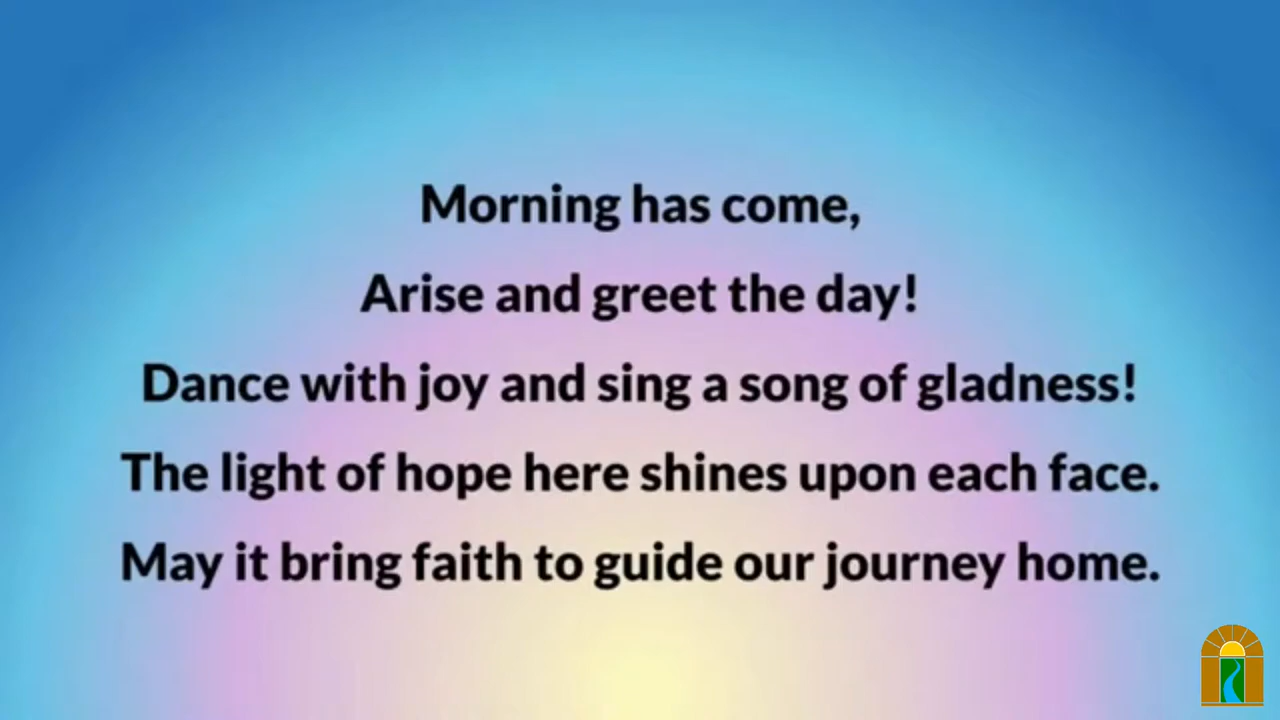 Morning has come,
Arise and greet the day!
Dance with joy and sing a song of gladness!
The light of hope here shines upon each face.
May it bring faith to guide our journey home.